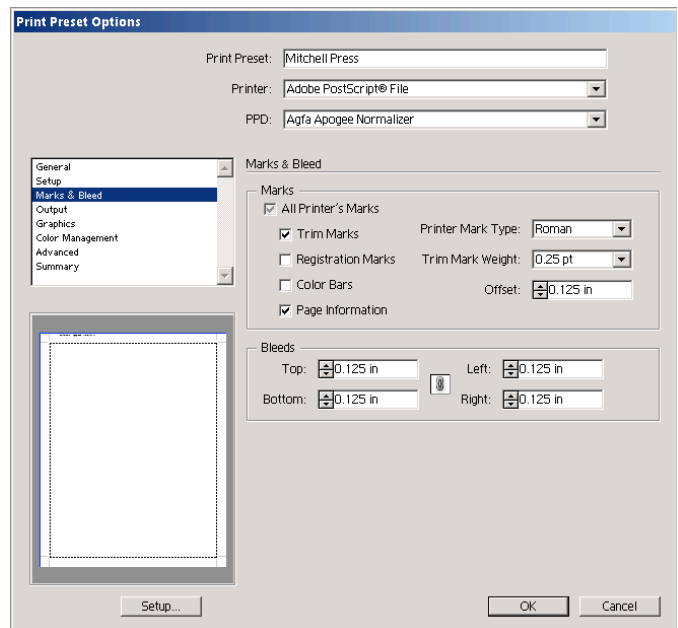 Print Preset Options
Print Preset: Mitchell Press
Printer: Adobe PostScript® File
PPD: Agfa Apogee Normalizer
General
Setup
Marks & Bleed
Output
Graphics
Color Management
Advanced
Summary
Marks & Bleed
Marks
All Printer's Marks
Trim Marks
Registration Marks
Color Bars
Page Information
Printer Mark Type: Roman
Trim Mark Weight: 0.25 pt
Offset: 0.125 in
Bleeds
Top: 0.125 in
Left: 0.125 in
Bottom: 0.125 in
Right: 0.125 in
Setup...
OK
Cancel